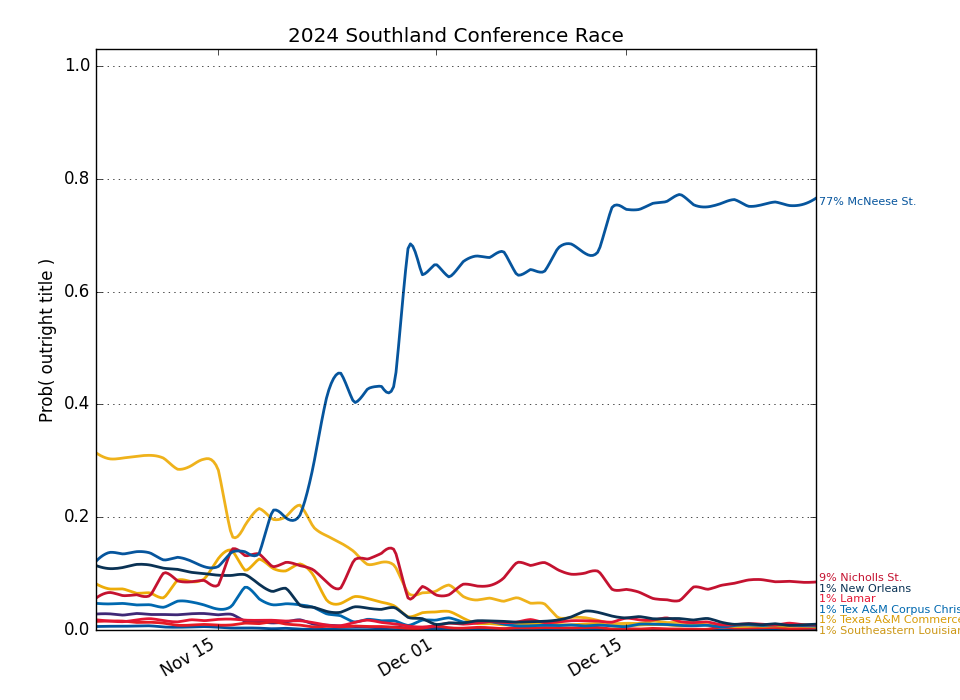 2024 Southland Conference Race
Prob( outright title )
1.0
0.8
0.6
0.4
0.2
0.0
Nov 15
Dec 01
Dec 15
77% McNeese St.
9% Nicholls St.
1% New Orleans
1% Lamar
1% Tex A&M Corpus Chris
1% Texas A&M Commerce
1% Southeastern Louisian